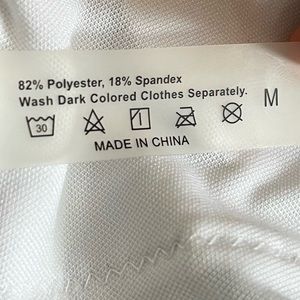 82% Polyester, 18% Spandex
Wash Dark Colored Clothes Separately.
30
M
MADE IN CHINA